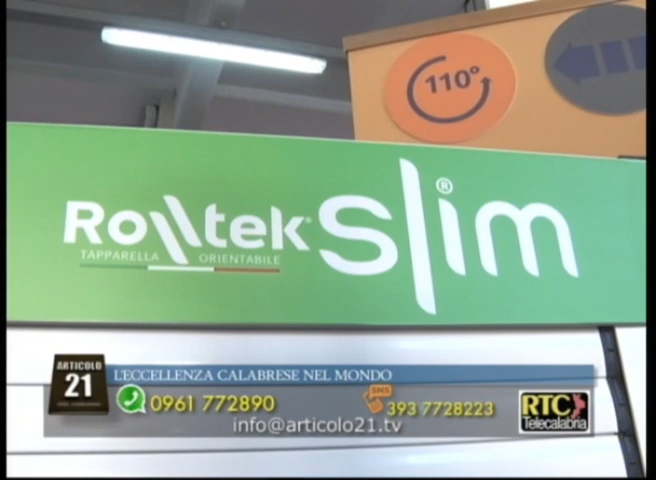 110°
Rolltek® Slim®
TAPPARELLA ORIENTABILE
ARTICOLO
21
L'ECCELLENZA CALABRESE NEL MONDO
0961 772890
SMS
393 7728223
info@articolo21.tv
RTC
Telecalabria